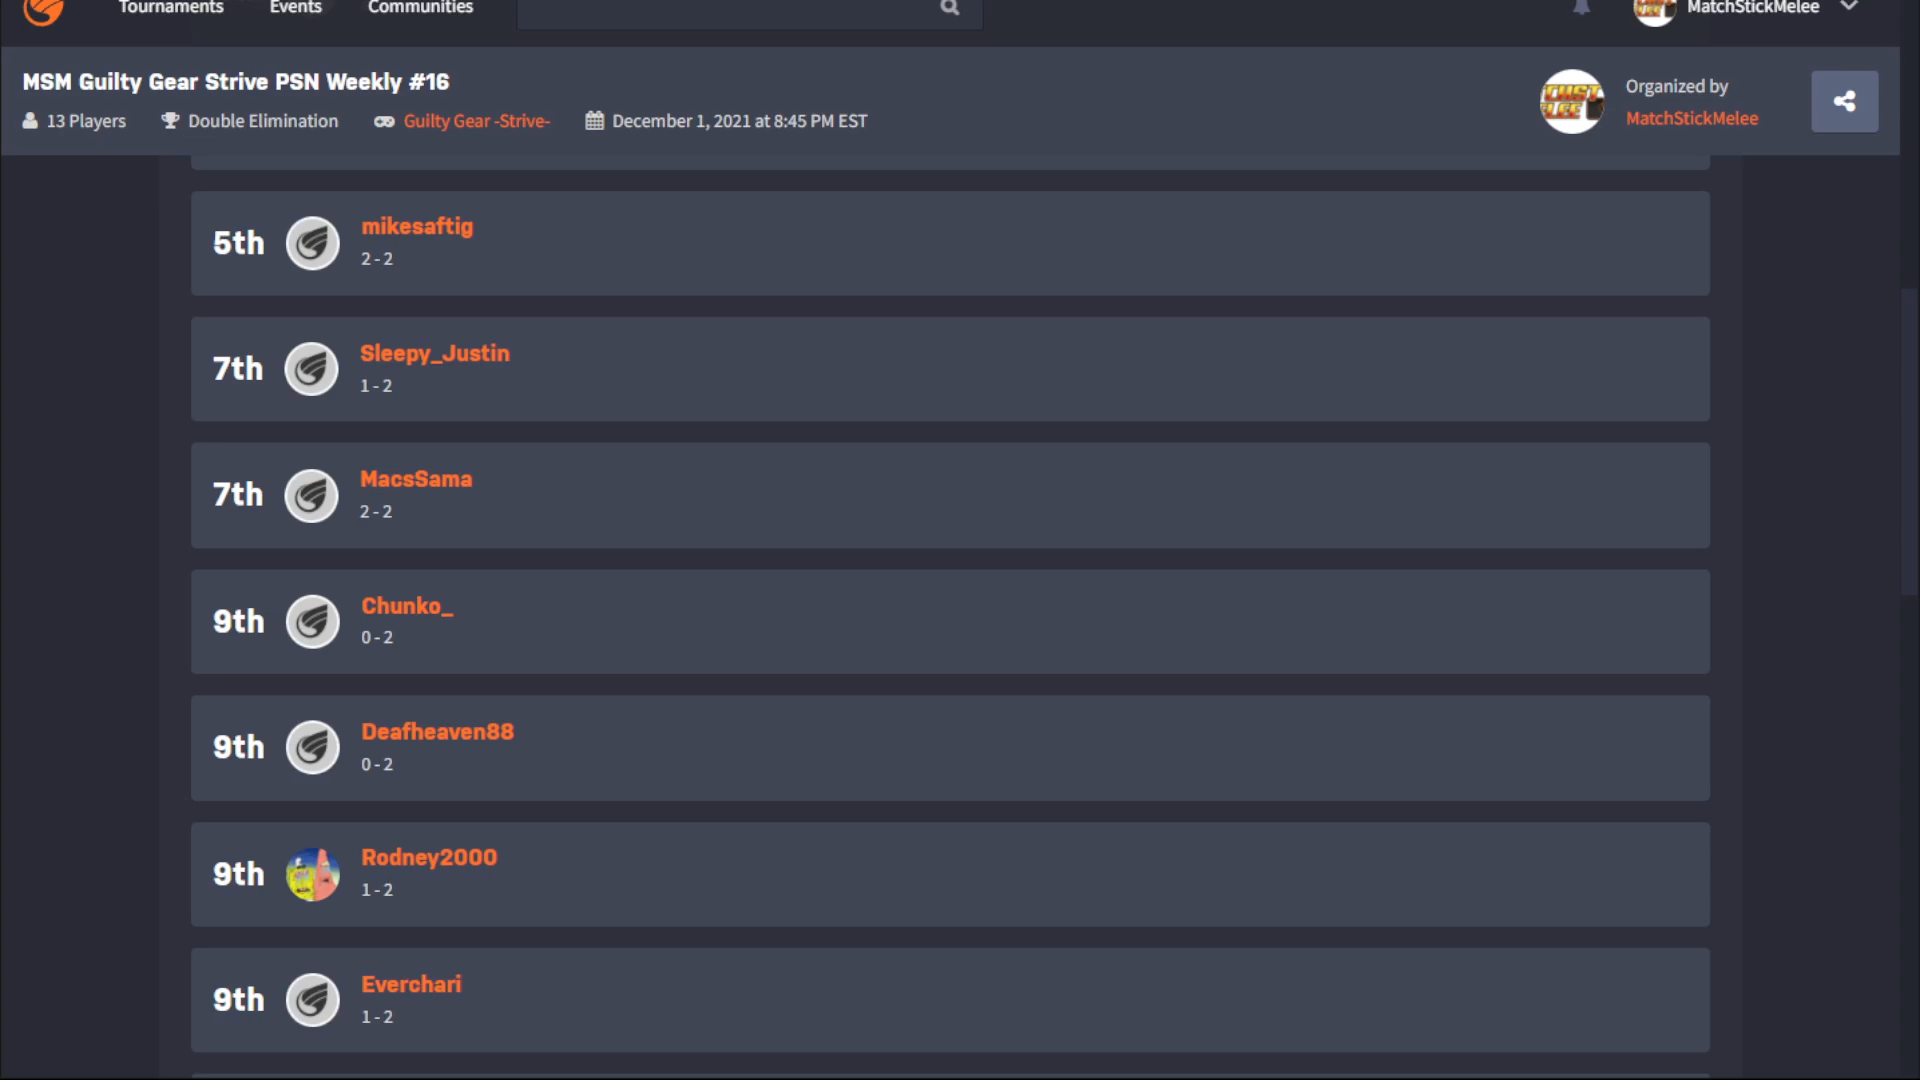 Tournaments Events Communities MatchStickMelee
MSM Guilty Gear Strive PSN Weekly #16
13 Players Double Elimination Guilty Gear -Strive- December 1, 2021 at 8:45 PM EST
Organized by
MatchStickMelee
5th mikesaftig
2 - 2
7th Sleepy_Justin
1 - 2
7th MacsSama
2 - 2
9th Chunko_
0 - 2
9th Deafheaven88
0 - 2
9th Rodney2000
1 - 2
9th Everchari
1 - 2